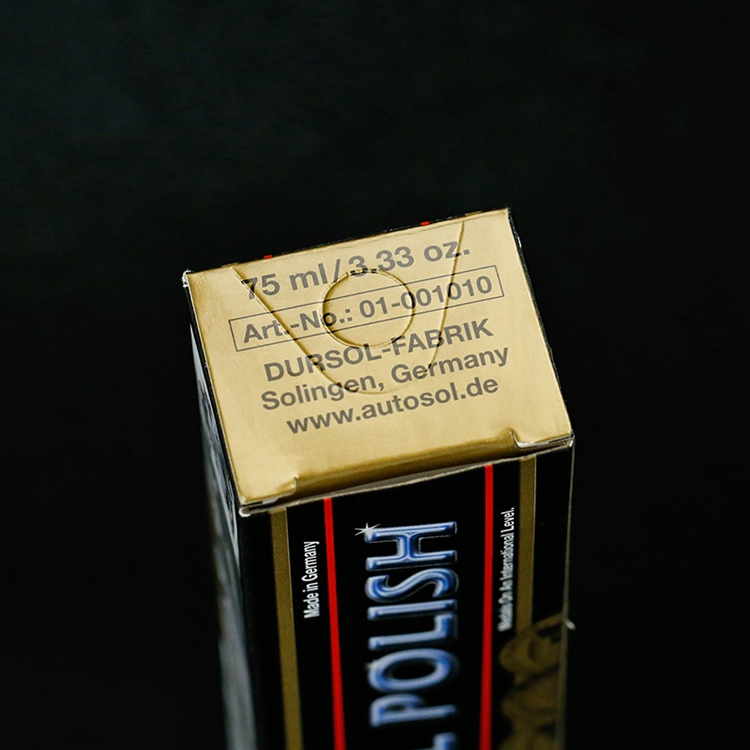 75 ml/3.33 oz.
Art.-No.: 01-001010
DURSOL-FABRIK
Solingen, Germany
www.autosol.de
Made in Germany
POLISH
Medals On An International Level.